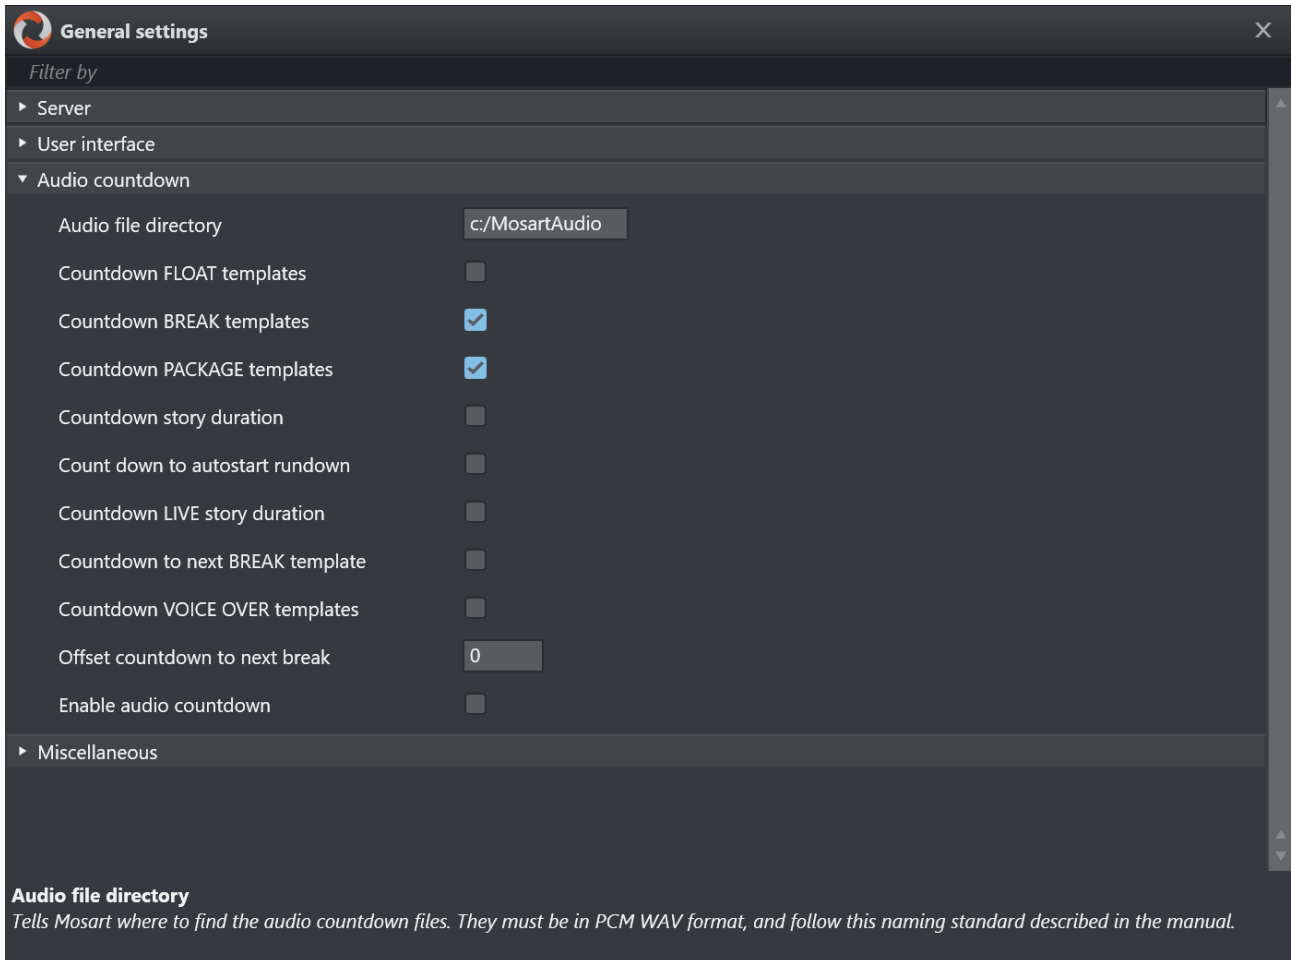 General settings
Filter by
Server
User interface
Audio countdown
Audio file directory c:/MosartAudio
Countdown FLOAT templates
Countdown BREAK templates
Countdown PACKAGE templates
Countdown story duration
Count down to autostart rundown
Countdown LIVE story duration
Countdown to next BREAK template
Countdown VOICE OVER templates
Offset countdown to next break 0
Enable audio countdown
Miscellaneous
Audio file directory
Tells Mosart where to find the audio countdown files. They must be in PCM WAV format, and follow this naming standard described in the manual.